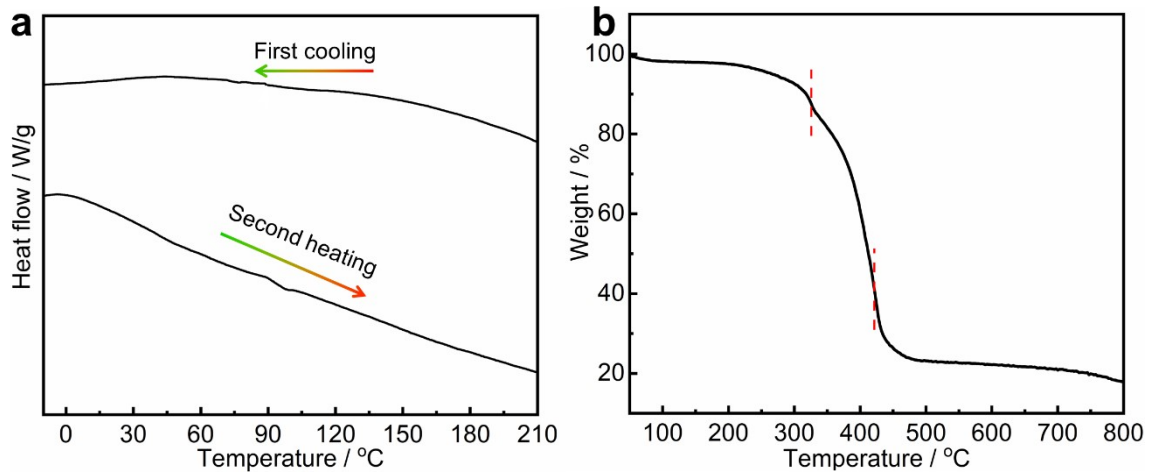 a
First cooling
Second heating
Heat flow / W/g
0 30 60 90 120 150 180 210
Temperature / °C
b
100
80
60
40
20
Weight / %
100 200 300 400 500 600 700 800
Temperature / °C